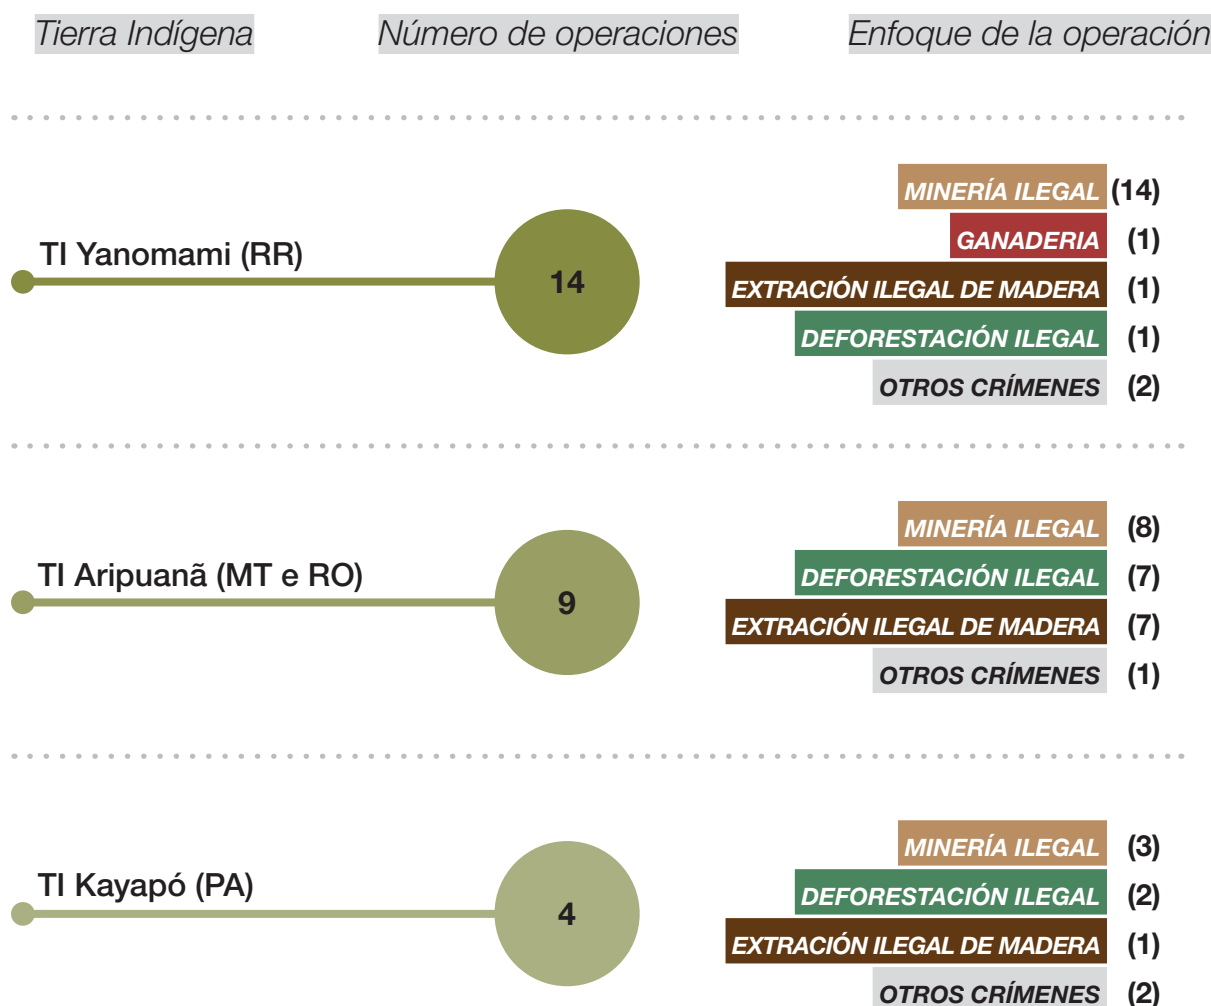 Tierra Indígena Número de operaciones Enfoque de la operación
TI Yanomami (RR)
14
MINERÍA ILEGAL (14)
GANADERIA (1)
EXTRACIÓN ILEGAL DE MADERA (1)
DEFORESTACIÓN ILEGAL (1)
OTROS CRÍMENES (2)
TI Aripuanã (MT e RO)
9
MINERÍA ILEGAL (8)
DEFORESTACIÓN ILEGAL (7)
EXTRACIÓN ILEGAL DE MADERA (7)
OTROS CRÍMENES (1)
TI Kayapó (PA)
4
MINERÍA ILEGAL (3)
DEFORESTACIÓN ILEGAL (2)
EXTRACIÓN ILEGAL DE MADERA (1)
OTROS CRÍMENES (2)